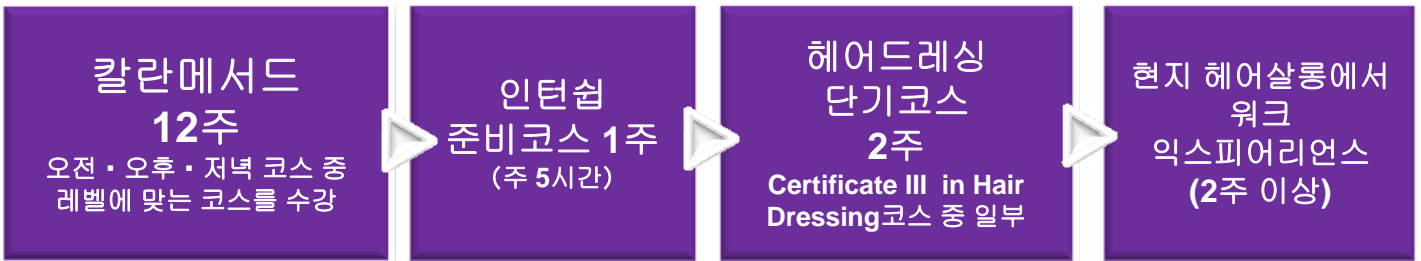 칼란메서드
12주
오전・오후・저녁 코스 중
레벨에 맞는 코스를 수강
인턴쉽
준비코스 1주
(주 5시간)
헤어드레싱
단기코스
2주
Certificate III in Hair
Dressing코스 중 일부
현지 헤어살롱에서
워크
익스피어리언스
(2주 이상)